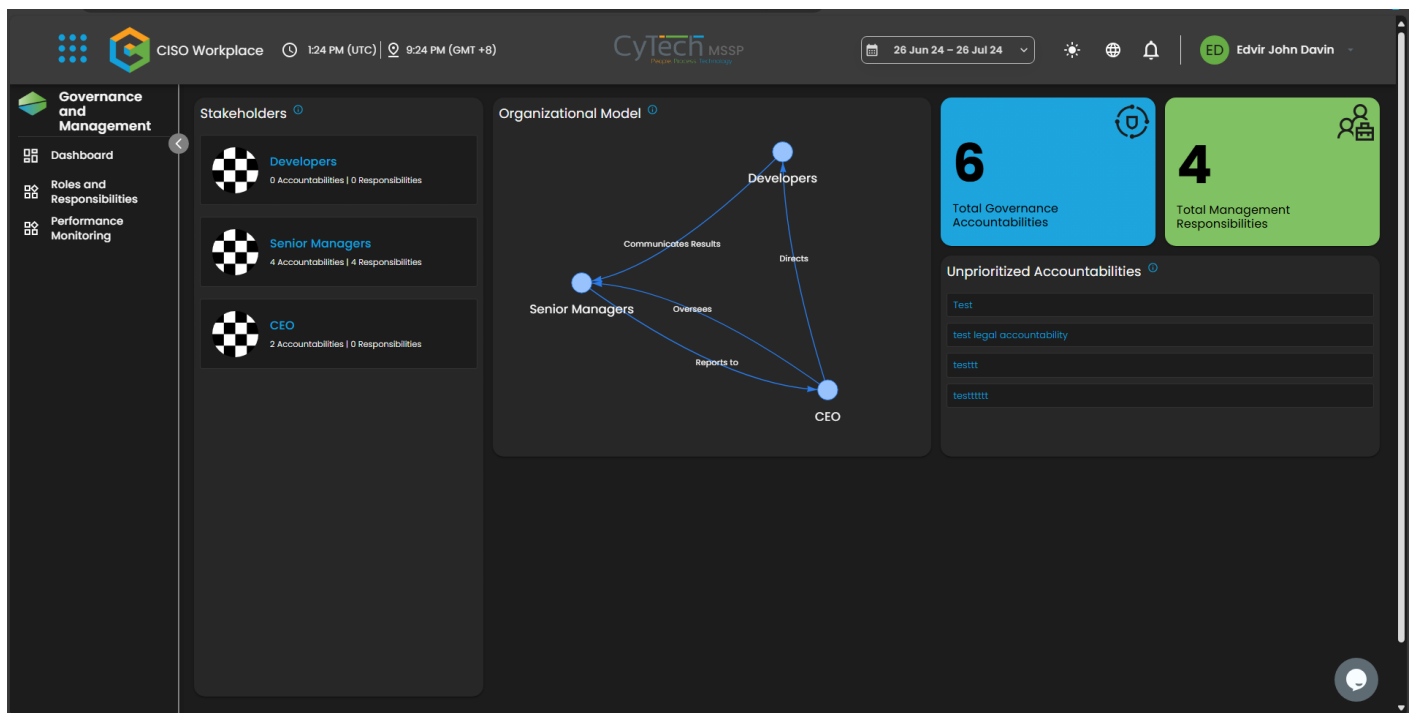 CISO Workplace
1:24 PM (UTC)
9:24 PM (GMT +8)
CyTech MSSP
People Process Technology
26 Jun 24 – 26 Jul 24
ED
Edvir John Davin
Governance
and
Management
Dashboard
Roles and
Responsibilities
Performance
Monitoring
Stakeholders
Developers
0 Accountabilities | 0 Responsibilities
Senior Managers
4 Accountabilities | 4 Responsibilities
CEO
2 Accountabilities | 0 Responsibilities
Organizational Model
Developers
Communicates Results
Directs
Senior Managers
Oversees
Reports to
CEO
6
Total Governance
Accountabilities
4
Total Management
Responsibilities
Unprioritized Accountabilities
Test
test legal accountability
testtt
testttttt